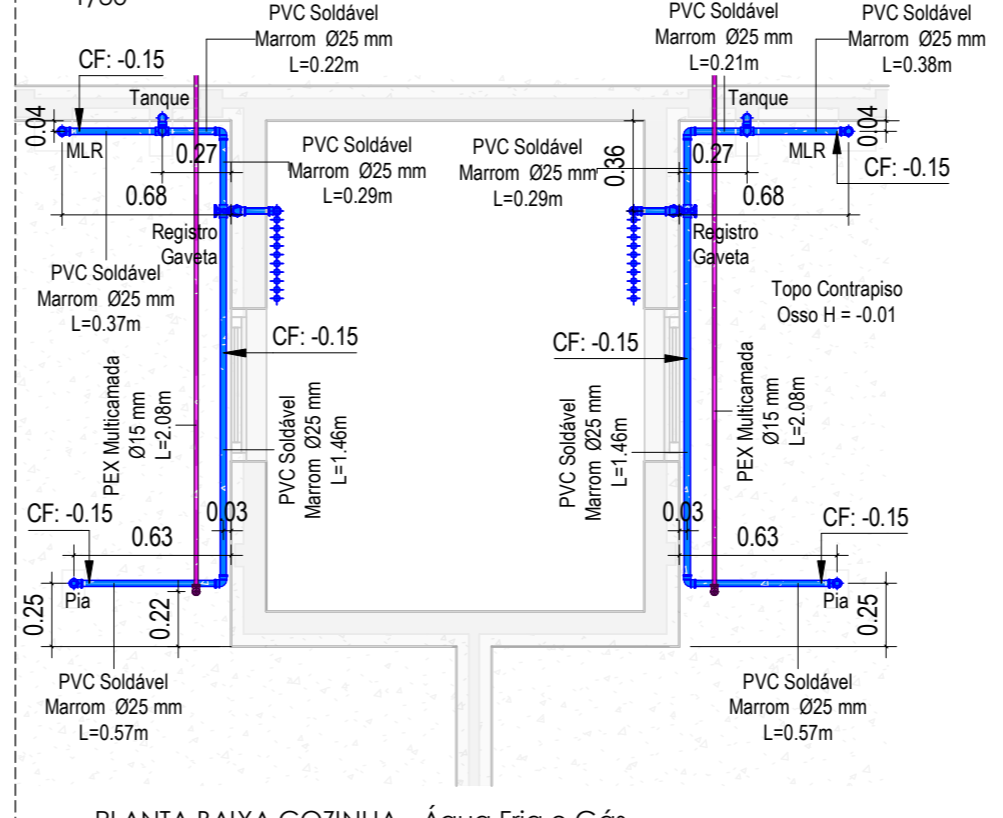 PVC Soldável
Marrom Ø25 mm
L=0.22m
PVC Soldável
Marrom Ø25 mm
L=0.21m
PVC Soldável
Marrom Ø25 mm
L=0.38m
CF: -0.15
Tanque
Tanque
0.04
0.04
MLR
0.27
PVC Soldável
Marrom Ø25 mm
L=0.29m
PVC Soldável
Marrom Ø25 mm
L=0.29m
0.36
0.27
MLR
CF: -0.15
0.68
0.68
Registro
Gaveta
Registro
Gaveta
PVC Soldável
Marrom Ø25 mm
L=0.37m
Topo Contrapiso
Osso H = -0.01
CF: -0.15
CF: -0.15
PEX Multicamada
Ø15 mm
L=2.08m
PVC Soldável
Marrom Ø25 mm
L=1.46m
PVC Soldável
Marrom Ø25 mm
L=1.46m
PEX Multicamada
Ø15 mm
L=2.08m
CF: -0.15
0.03
0.03
CF: -0.15
0.63
0.63
Pia
Pia
0.25
0.22
0.25
PVC Soldável
Marrom Ø25 mm
L=0.57m
PVC Soldável
Marrom Ø25 mm
L=0.57m
PLANTA BAIXA COZINHA - Água Fria e Gás